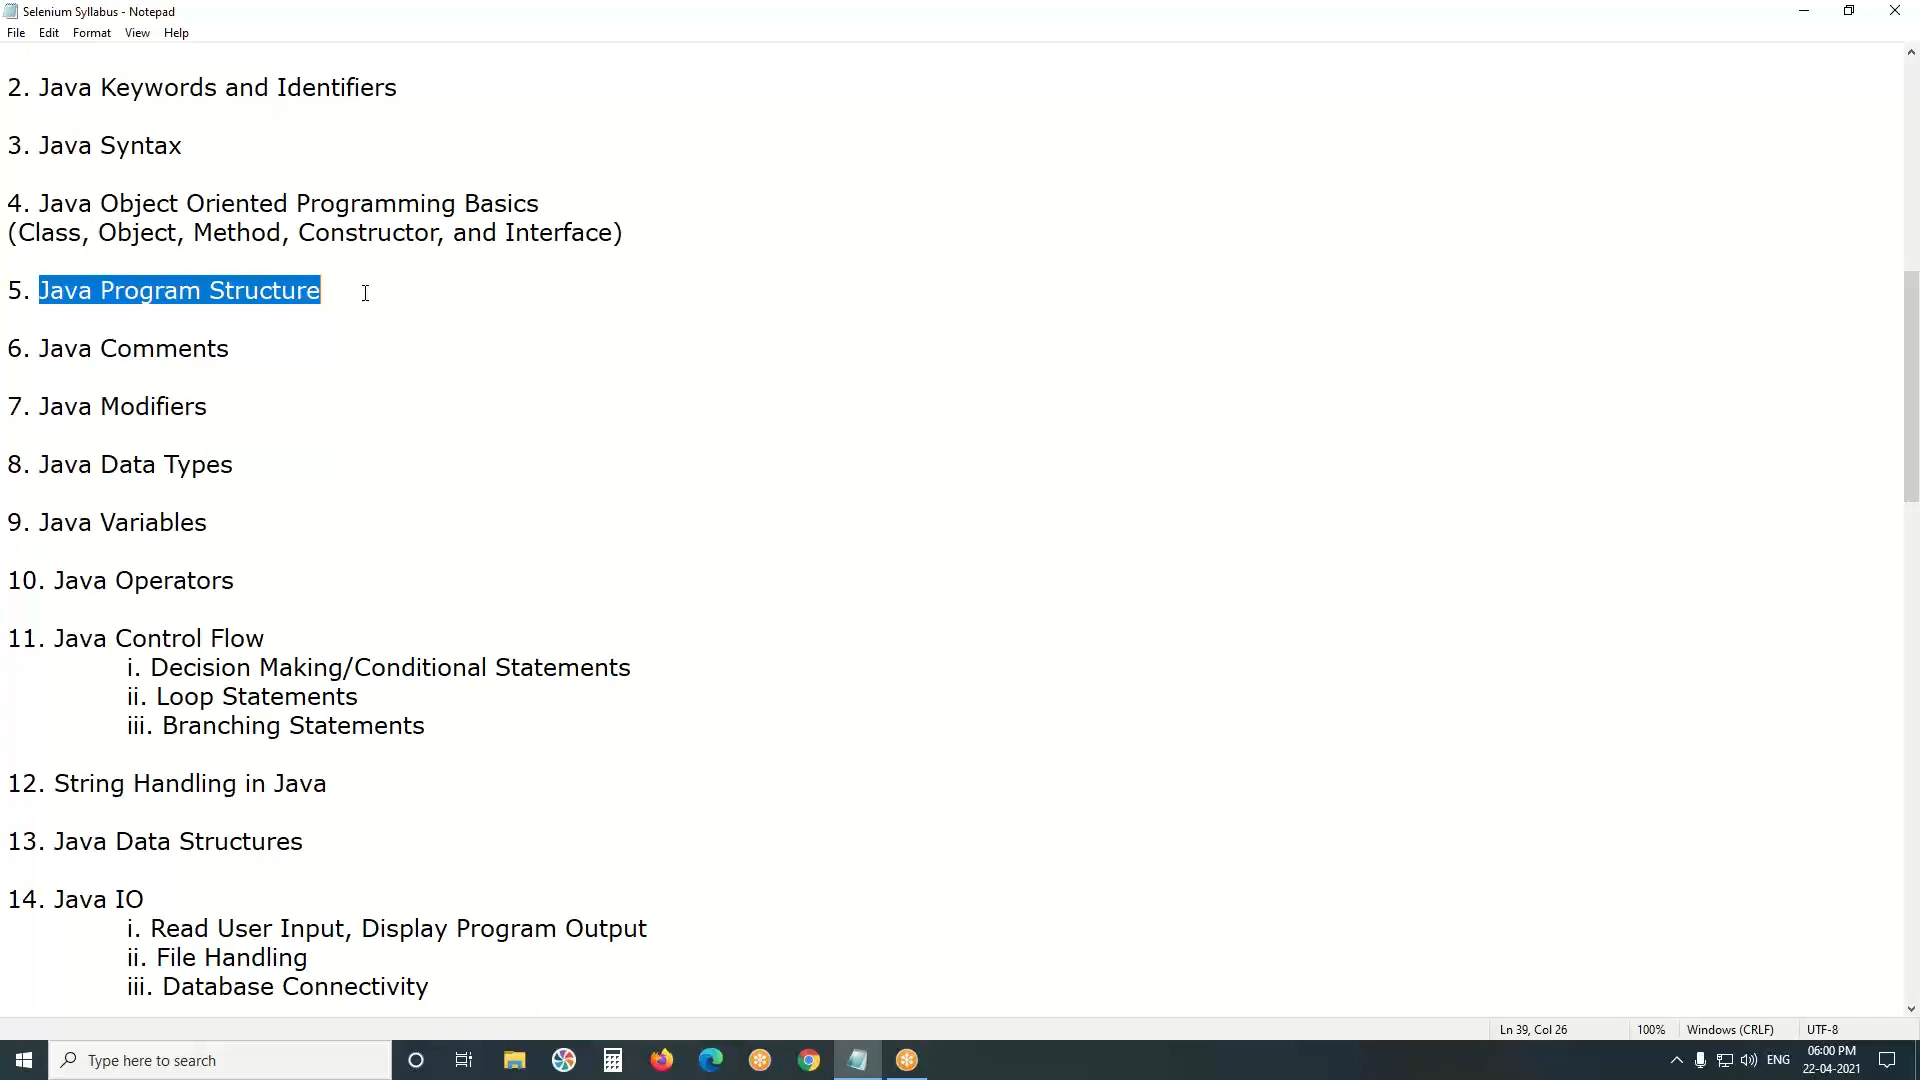 Selenium Syllabus - Notepad
File Edit Format View Help
2. Java Keywords and Identifiers
3. Java Syntax
4. Java Object Oriented Programming Basics
(Class, Object, Method, Constructor, and Interface)
5. Java Program Structure
6. Java Comments
7. Java Modifiers
8. Java Data Types
9. Java Variables
10. Java Operators
11. Java Control Flow
i. Decision Making/Conditional Statements
ii. Loop Statements
iii. Branching Statements
12. String Handling in Java
13. Java Data Structures
14. Java IO
i. Read User Input, Display Program Output
ii. File Handling
iii. Database Connectivity
Ln 39, Col 26 100% Windows (CRLF) UTF-8
Type here to search
ENG
06:00 PM
22-04-2021